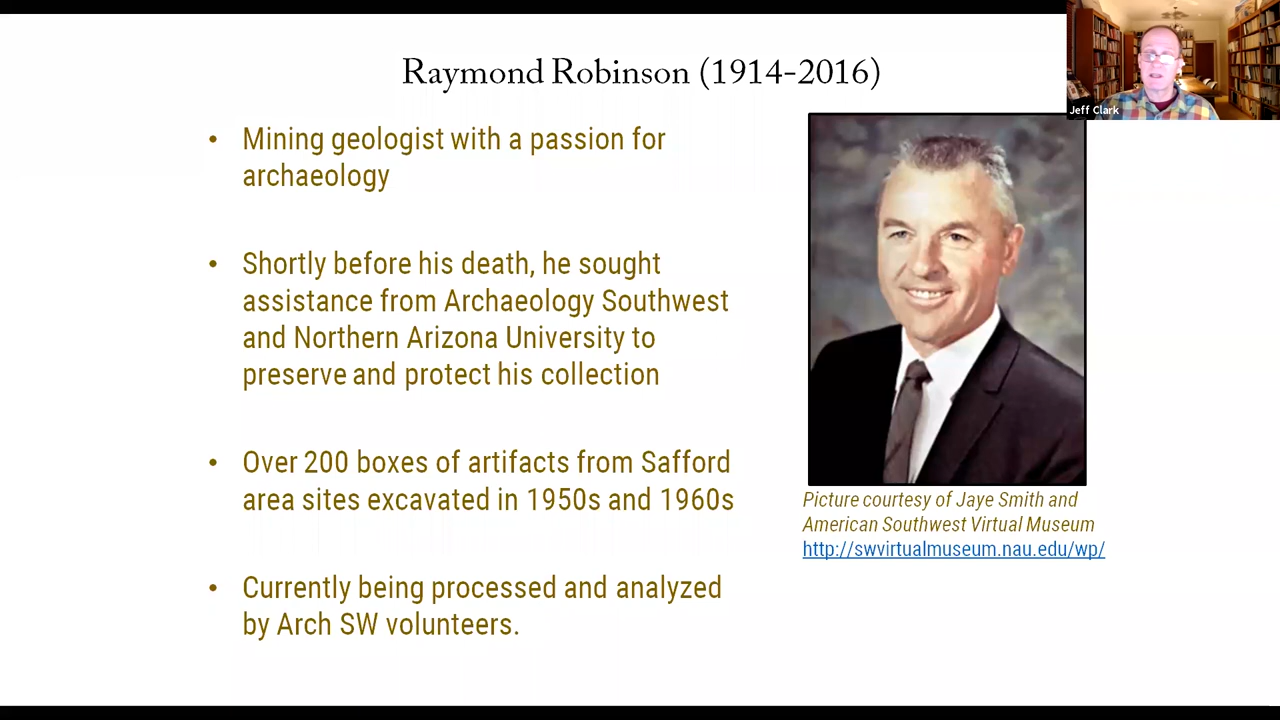 Raymond Robinson (1914-2016)
Jeff Clark
• Mining geologist with a passion for
archaeology
• Shortly before his death, he sought
assistance from Archaeology Southwest
and Northern Arizona University to
preserve and protect his collection
• Over 200 boxes of artifacts from Safford
area sites excavated in 1950s and 1960s
• Currently being processed and analyzed
by Arch SW volunteers.
Picture courtesy of Jaye Smith and
American Southwest Virtual Museum
http://swvirtualmuseum.nau.edu/wp/